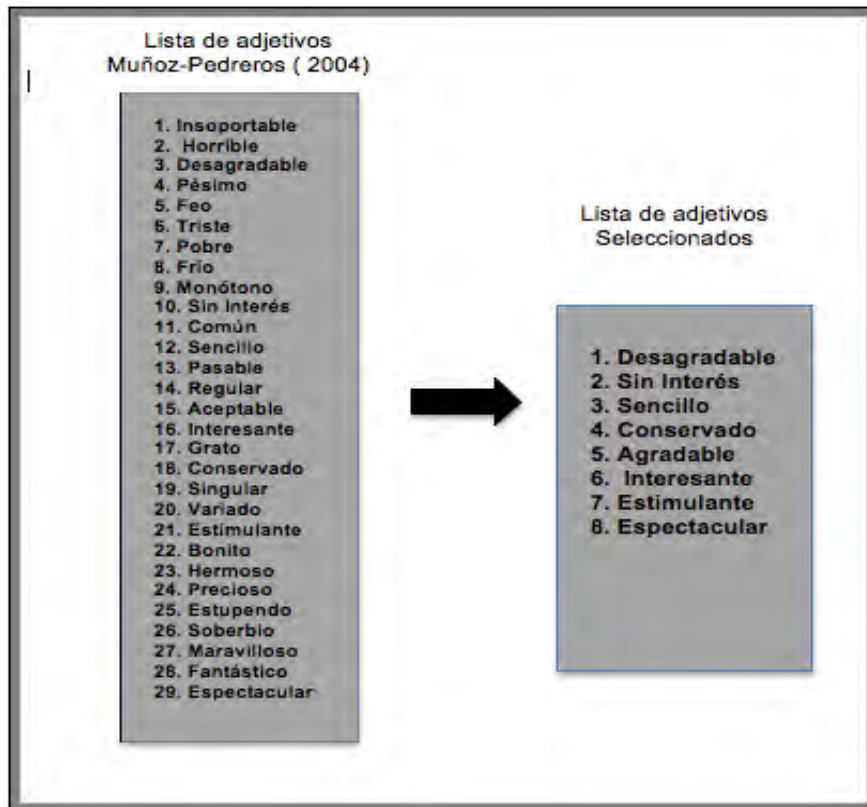 Lista de adjetivos
Muñoz-Pedreros ( 2004)
1. Insoportable
2. Horrible
3. Desagradable
4. Pésimo
5. Feo
6. Triste
7. Pobre
8. Frío
9. Monótono
10. Sin Interés
11. Común
12. Sencillo
13. Pasable
14. Regular
15. Aceptable
16. Interesante
17. Grato
18. Conservado
19. Singular
20. Variado
21. Estimulante
22. Bonito
23. Hermoso
24. Precioso
25. Estupendo
26. Soberbio
27. Maravilloso
28. Fantástico
29. Espectacular
Lista de adjetivos
Seleccionados
1. Desagradable
2. Sin Interés
3. Sencillo
4. Conservado
5. Agradable
6. Interesante
7. Estimulante
8. Espectacular